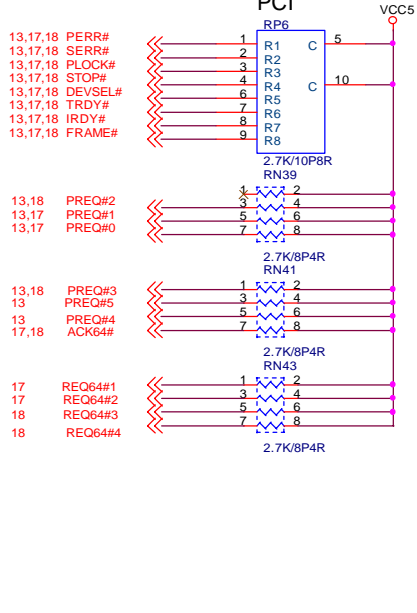 PCI
VCC5
RP6
13,17,18 PERR# 1 R1 C 5
13,17,18 SERR# 2 R2
13,17,18 PLOCK# 3 R3
13,17,18 STOP# 4 R4 C 10
13,17,18 DEVSEL# 6 R5
13,17,18 TRDY# 7 R6
13,17,18 IRDY# 8 R7
13,17,18 FRAME# 9 R8
2.7K/10P8R
RN39
1 2
13,18 PREQ#2 3 4
13,17 PREQ#1 5 6
13,17 PREQ#0 7 8
2.7K/8P4R
RN41
13,18 PREQ#3 1 2
13 PREQ#5 3 4
13 PREQ#4 5 6
17,18 ACK64# 7 8
2.7K/8P4R
RN43
17 REQ64#1 1 2
17 REQ64#2 3 4
18 REQ64#3 5 6
18 REQ64#4 7 8
2.7K/8P4R